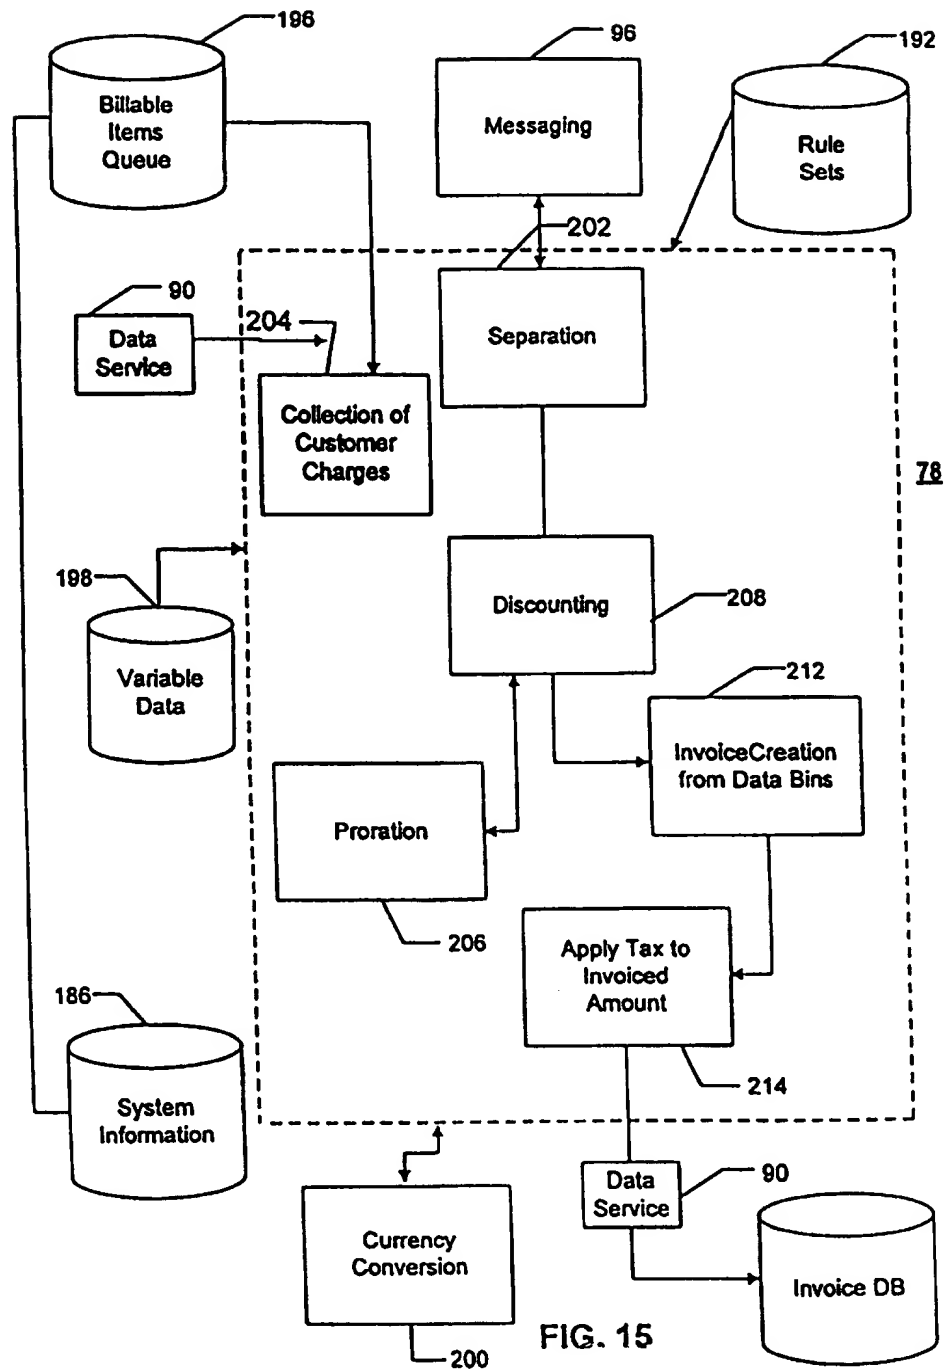 196
Billable
Items
Queue
96
Messaging
192
Rule
Sets
202
90
Data
Service
204
Separation
Collection of
Customer
Charges
78
198
Variable
Data
Discounting
208
212
InvoiceCreation
from Data Bins
Proration
206
Apply Tax to
Invoiced
Amount
214
186
System
Information
Data
Service
90
Currency
Conversion
200
Invoice DB
FIG. 15